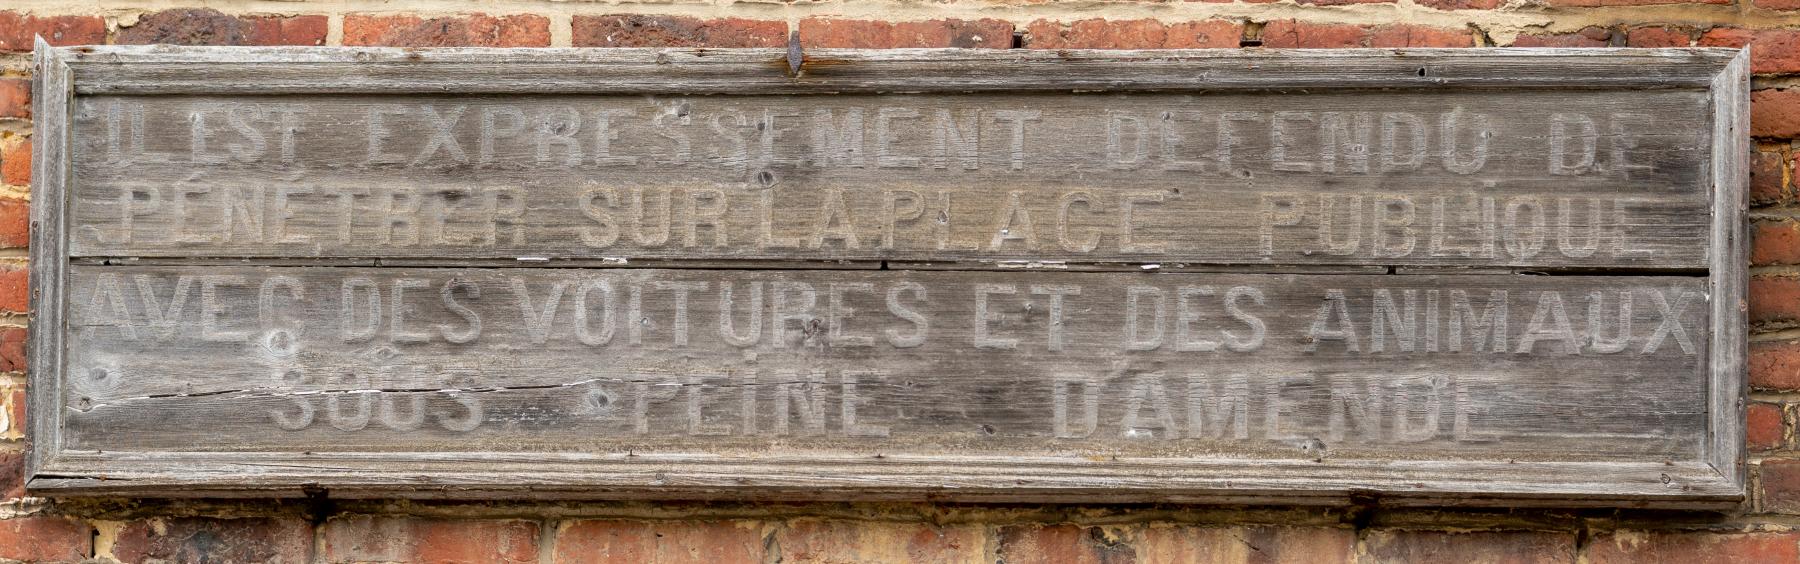 IL EST EXPRESSEMENT DEFENDU DE
PÉNÉTRER SUR LA PLACE PUBLIQUE
AVEC DES VOITURES ET DES ANIMAUX
SOUS PEINE D'AMENDE